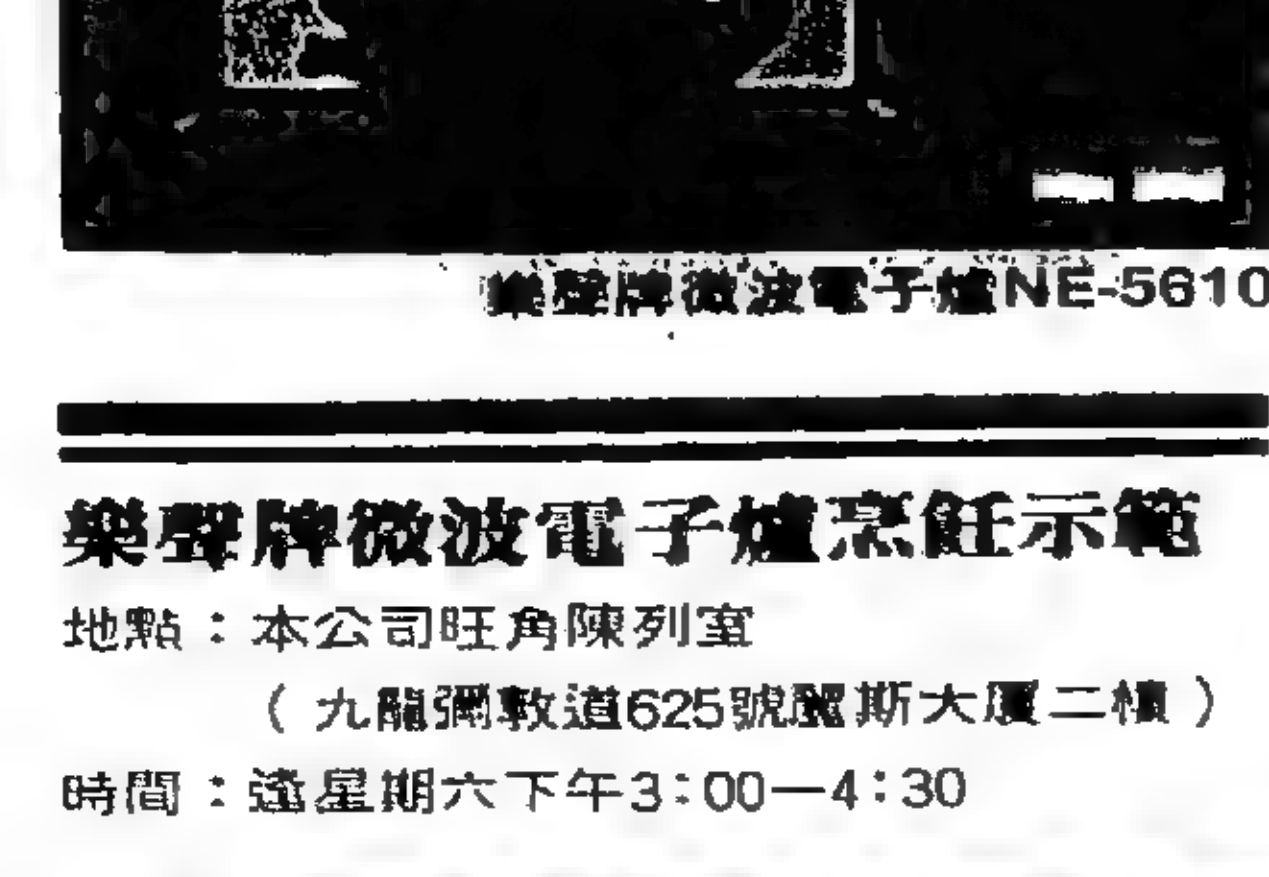 樂聲牌微波電子爐NE-5610
樂聲牌微波電子爐烹飪示範
地點：本公司旺角陳列室
（九龍彌敦道625號麗斯大厦二樓）
時間：逢星期六下午3:00—4:30